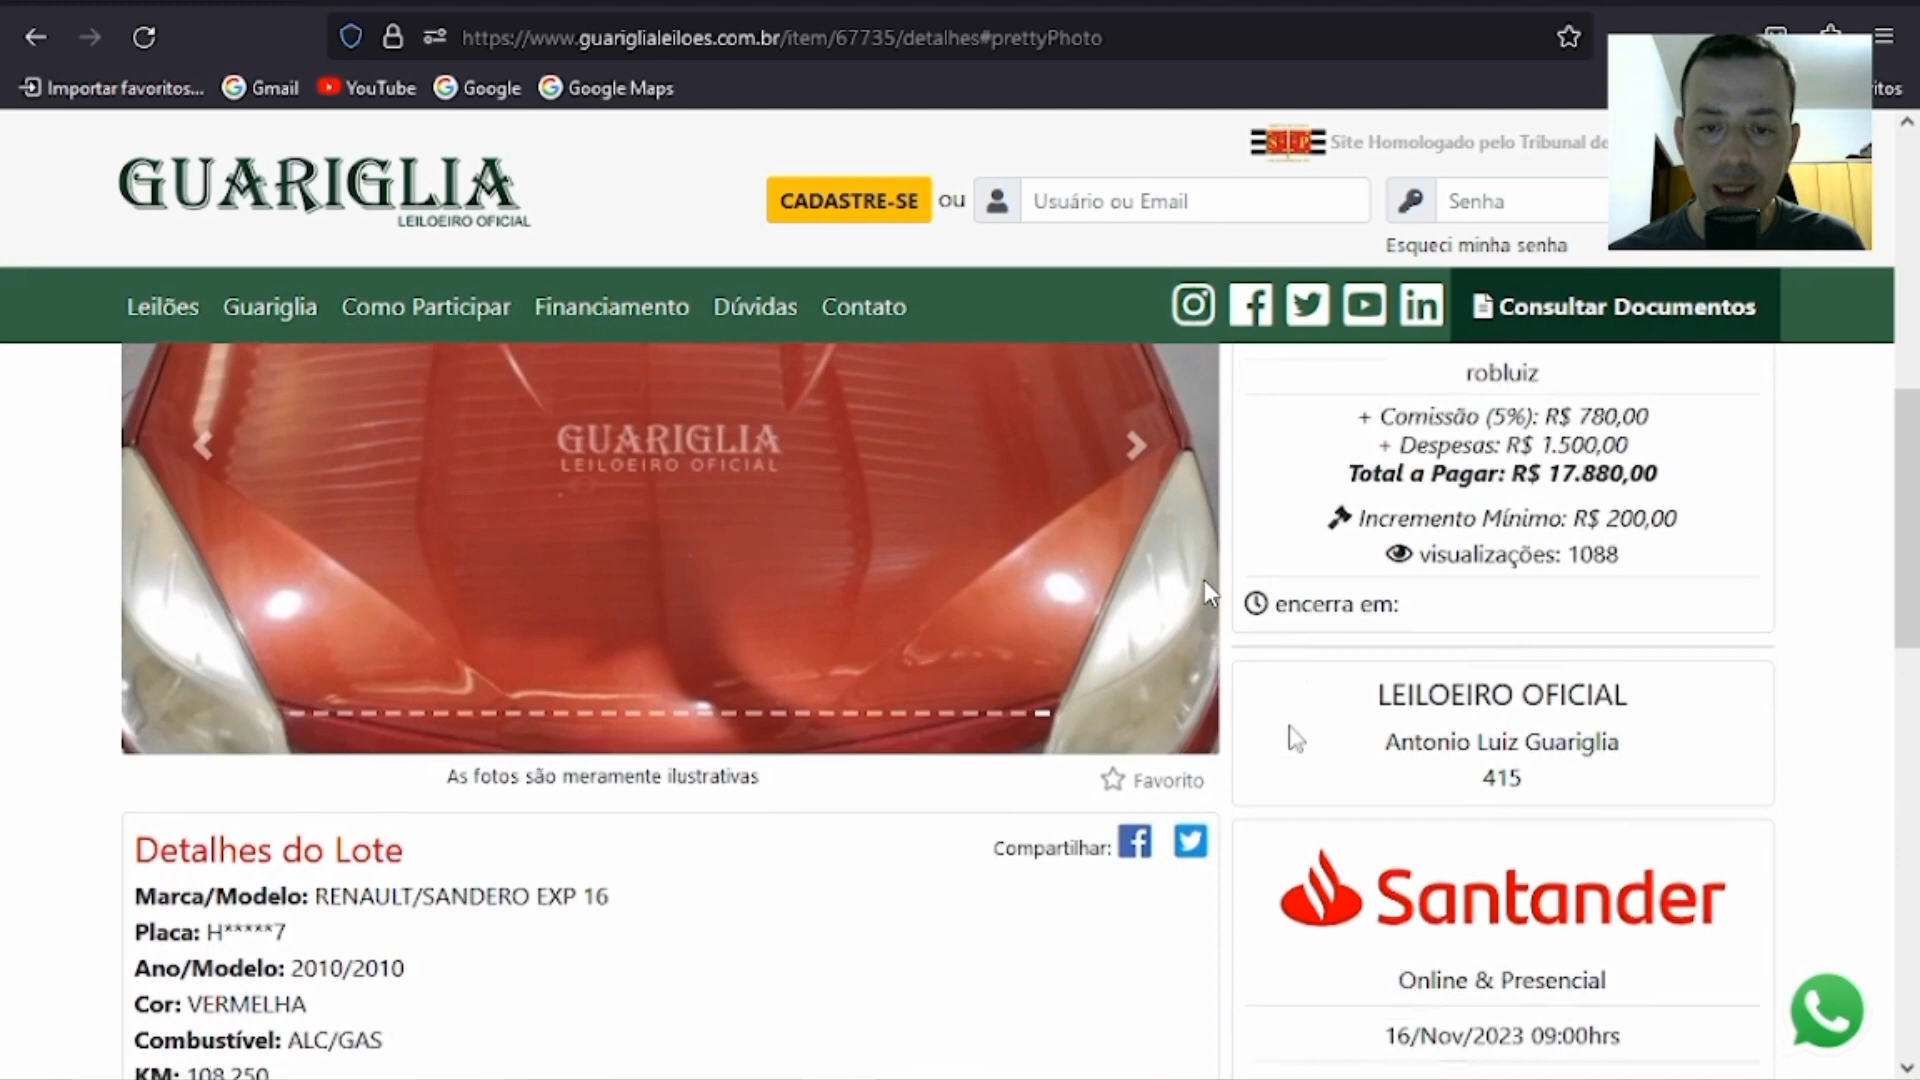 https://www.guariglialeiloes.com.br/item/67735/detalhes#prettyPhoto
Importar favoritos... Gmail YouTube Google Google Maps itos
GUARIGLIA
LEILOEIRO OFICIAL
Site Homologado pelo Tribunal de
CADASTRE-SE ou Usuário ou Email Senha
Esqueci minha senha
Leilões Guariglia Como Participar Financiamento Dúvidas Contato Consultar Documentos
GUARIGLIA
LEILOEIRO OFICIAL
As fotos são meramente ilustrativas
Favorito
robluiz
+ Comissão (5%): R$ 780,00
+ Despesas: R$ 1.500,00
Total a Pagar: R$ 17.880,00
Incremento Mínimo: R$ 200,00
visualizações: 1088
encerra em:
LEILOEIRO OFICIAL
Antonio Luiz Guariglia
415
Detalhes do Lote
Compartilhar:
Marca/Modelo: RENAULT/SANDERO EXP 16
Placa: H*****7
Ano/Modelo: 2010/2010
Cor: VERMELHA
Combustível: ALC/GAS
KM: 108.250
Santander
Online & Presencial
16/Nov/2023 09:00hrs